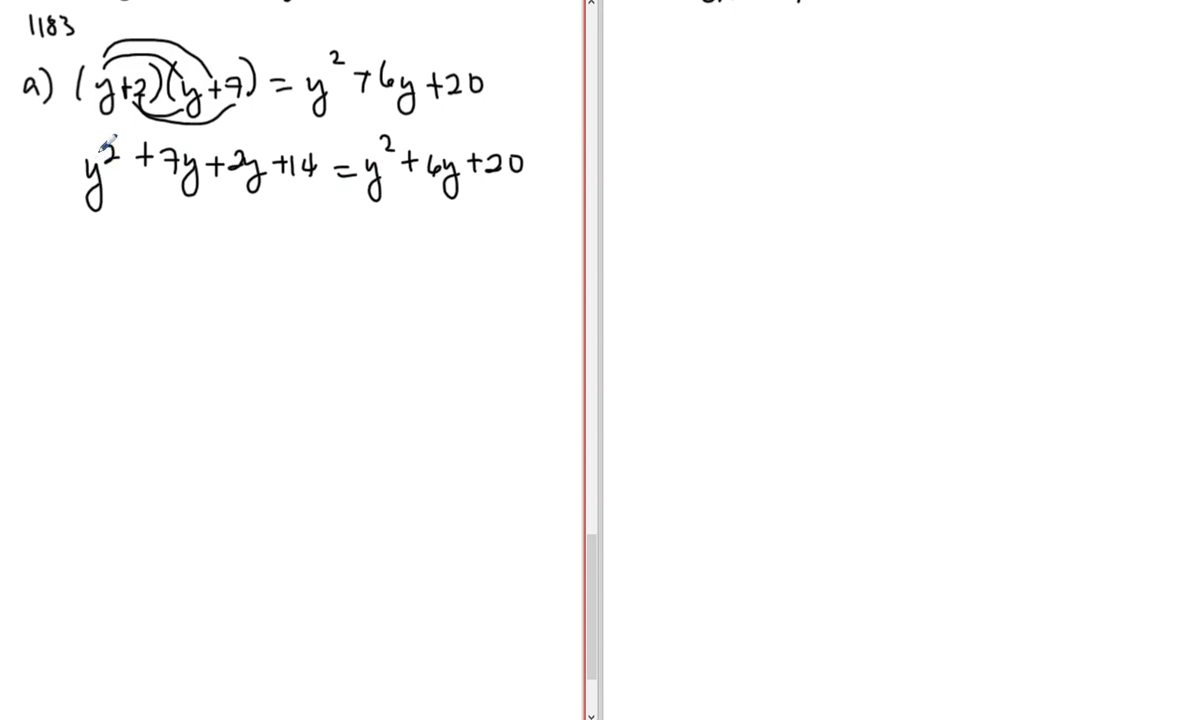 1183
a) (y+2)(y+7) = y² + 6y + 20
y² + 7y + 2y + 14 = y² + 6y + 20